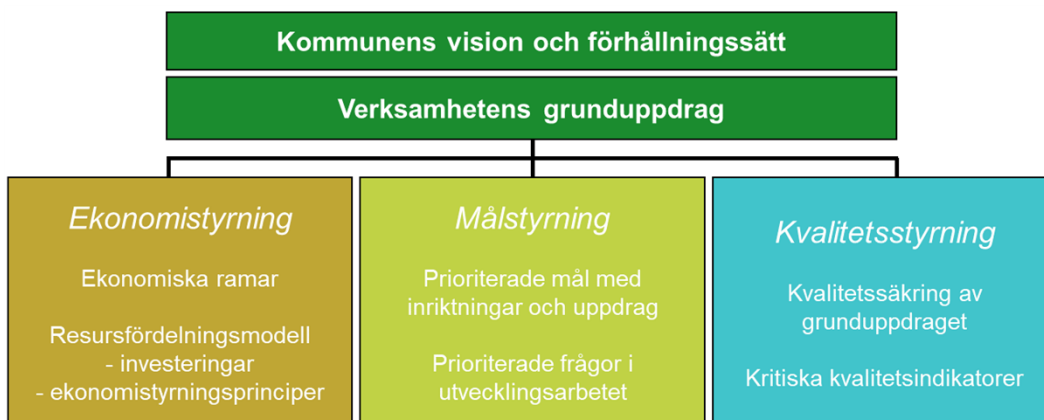 Kommunens vision och förhållningssätt
Verksamhetens grunduppdrag
Ekonomistyrning
Ekonomiska ramar
Resursfördelningsmodell
- investeringar
- ekonomistyrningsprinciper
Målstyrning
Prioriterade mål med
inriktningar och uppdrag
Prioriterade frågor i
utvecklingsarbetet
Kvalitetsstyrning
Kvalitetssäkring av
grunduppdraget
Kritiska kvalitetsindikatorer